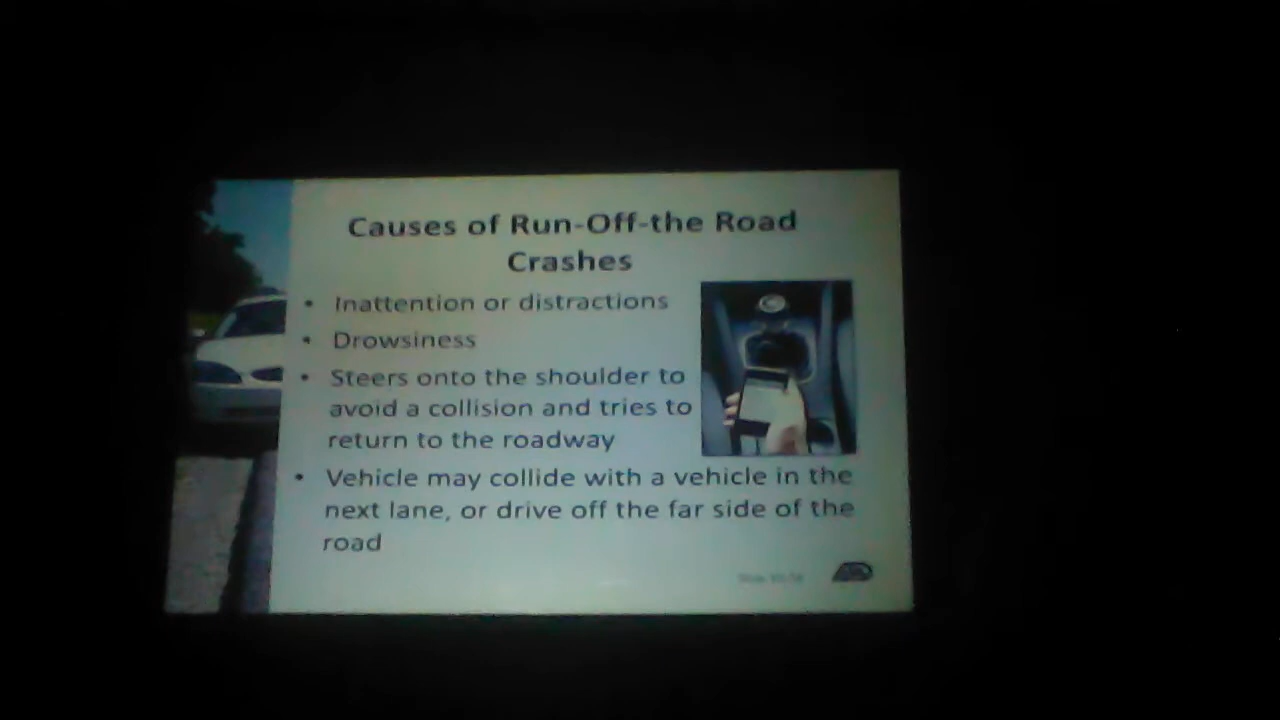 Causes of Run-Off-the Road
Crashes
• Inattention or distractions
• Drowsiness
• Steers onto the shoulder to
avoid a collision and tries to
return to the roadway
• Vehicle may collide with a vehicle in the
next lane, or drive off the far side of the
road